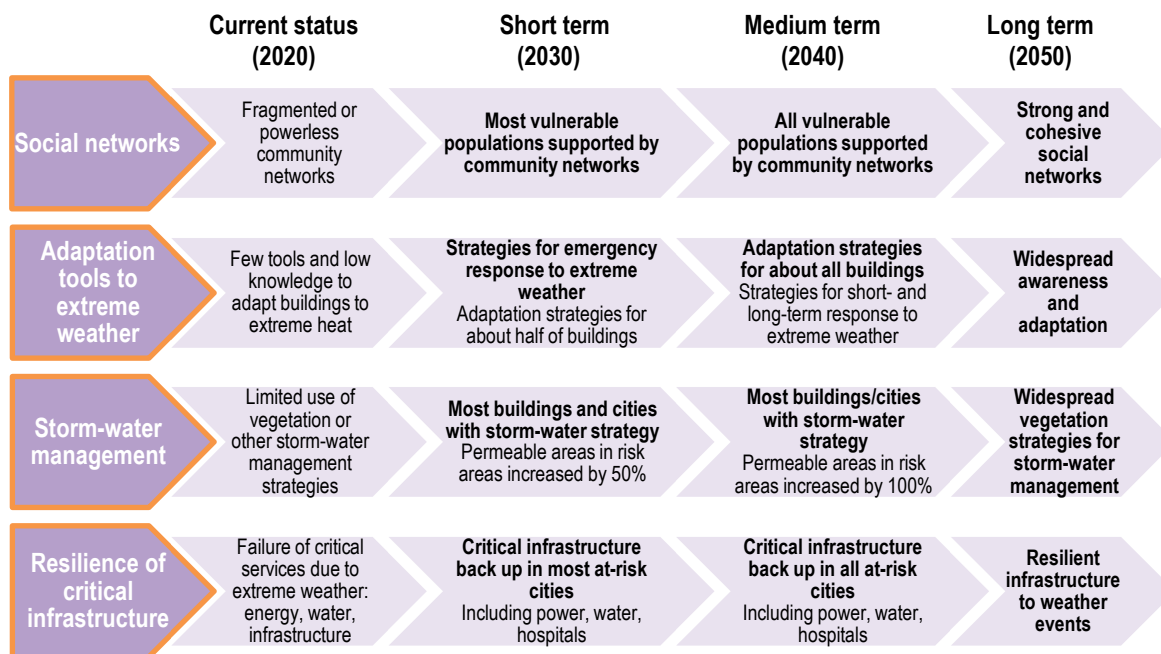 Current status
(2020)
Short term
(2030)
Medium term
(2040)
Long term
(2050)
Social networks
Fragmented or
powerless
community
networks
Most vulnerable
populations supported by
community networks
All vulnerable
populations supported
by community networks
Strong and
cohesive
social
networks
Adaptation
tools to
extreme
weather
Few tools and low
knowledge to
adapt buildings to
extreme heat
Strategies for emergency
response to extreme
weather
Adaptation strategies for
about half of buildings
Adaptation strategies
for about all buildings
Strategies for short- and
long-term response to
extreme weather
Widespread
awareness
and
adaptation
Storm-water
management
Limited use of
vegetation or
other storm-water
management
strategies
Most buildings and cities
with storm-water strategy
Permeable areas in risk
areas increased by 50%
Most buildings/cities
with storm-water
strategy
Permeable areas in risk
areas increased by 100%
Widespread
vegetation
strategies for
storm-water
management
Resilience of
critical
infrastructure
Failure of critical
services due to
extreme weather:
energy, water,
infrastructure
Critical infrastructure
back up in most at-risk
cities
Including power, water,
hospitals
Critical infrastructure
back up in all at-risk
cities
Including power, water,
hospitals
Resilient
infrastructure
to weather
events